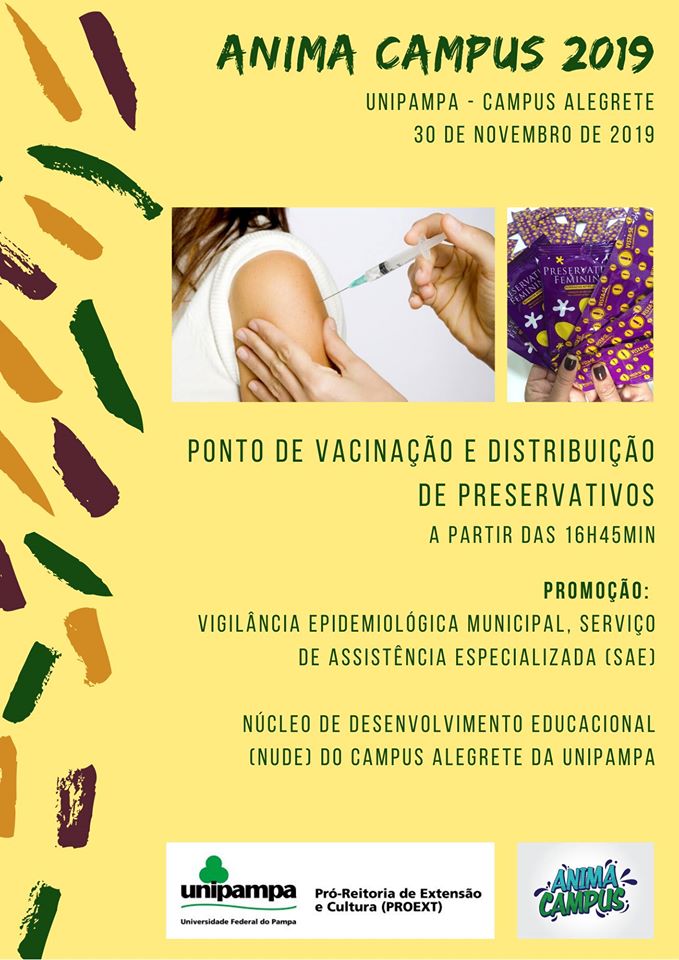 ANIMA CAMPUS 2019
UNIPAMPA - CAMPUS ALEGRETE
30 DE NOVEMBRO DE 2019
PRESERVATI
FEMININ
PONTO DE VACINAÇÃO E DISTRIBUIÇÃO
DE PRESERVATIVOS
A PARTIR DAS 16H45MIN
PROMOÇÃO:
VIGILÂNCIA EPIDEMIOLÓGICA MUNICIPAL, SERVIÇO
DE ASSISTÊNCIA ESPECIALIZADA (SAE)
NÚCLEO DE DESENVOLVIMENTO EDUCACIONAL
(NUDE) DO CAMPUS ALEGRETE DA UNIPAMPA
unipampa
Universidade Federal do Pampa
Pró-Reitoria de Extensão
e Cultura (PROEXT)
ANIMA
CAMPUS